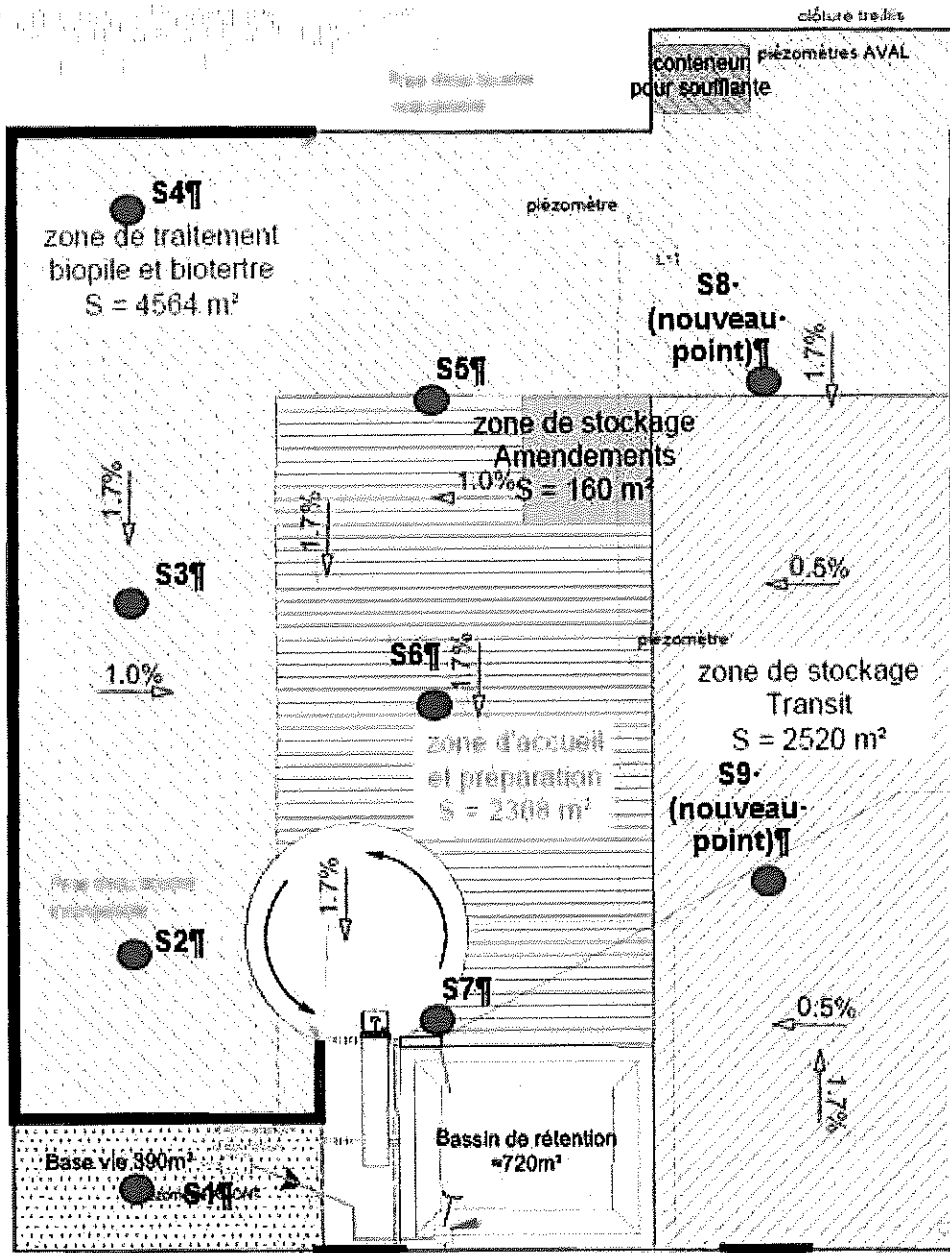 clôture treillis
piézomètres AVAL
conteneur
pour soufflante
S4¶
zone de traitement
biopile et biotertre
S = 4564 m²
piézomètre
S8·
(nouveau·
point)¶
1.7%
S5¶
zone de stockage
Amendements
S = 160 m²
1.0%
1.7%
1.7%
0.5%
S3¶
1.0%
S6¶
1.7%
piézomètre
zone de stockage
Transit
S = 2520 m²
zone d'accueil
et préparation
S = 2308 m²
S9·
(nouveau·
point)¶
1.7%
S2¶
S7¶
0.5%
1.7%
Bassin de rétention
≈720m³
Base vie 390m²
S1¶